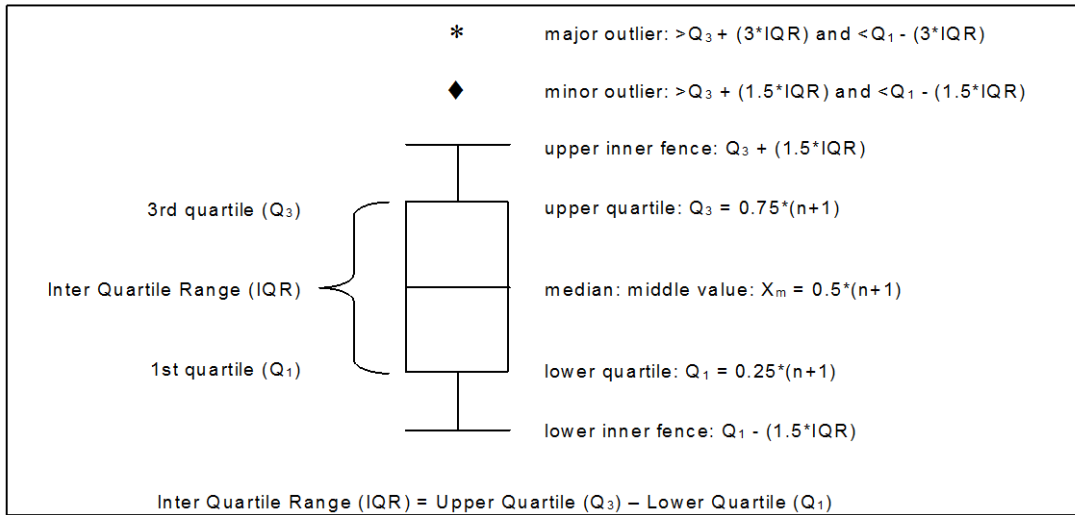 * major outlier: >Q₃ + (3*IQR) and <Q₁ - (3*IQR)
minor outlier: >Q₃ + (1.5*IQR) and <Q₁ - (1.5*IQR)
upper inner fence: Q₃ + (1.5*IQR)
3rd quartile (Q₃)
upper quartile: Q₃ = 0.75*(n+1)
Inter Quartile Range (IQR)
median: middle value: Xₘ = 0.5*(n+1)
1st quartile (Q₁)
lower quartile: Q₁ = 0.25*(n+1)
lower inner fence: Q₁ - (1.5*IQR)
Inter Quartile Range (IQR) = Upper Quartile (Q₃) – Lower Quartile (Q₁)